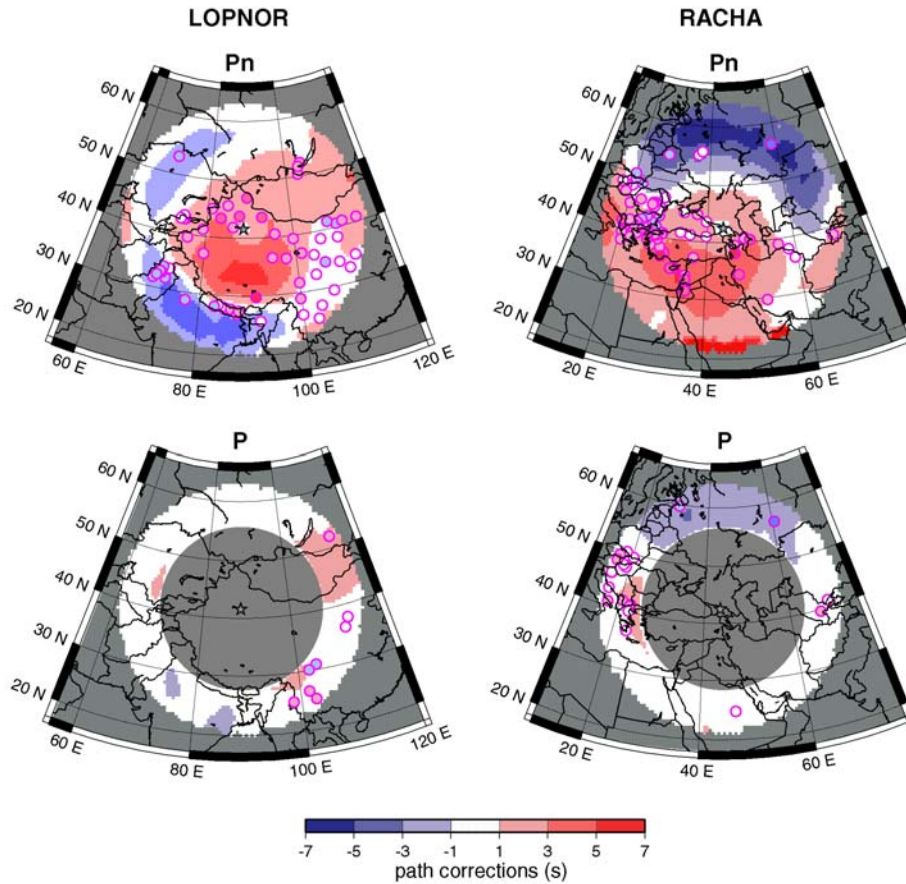 LOPNOR
RACHA
Pn
Pn
60 N
50 N
40 N
30 N
20 N
60 E
80 E
100 E
120 E
60 N
50 N
40 N
30 N
20 N
20 E
40 E
60 E
P
P
60 N
50 N
40 N
30 N
20 N
60 E
80 E
100 E
120 E
60 N
50 N
40 N
30 N
20 N
20 E
40 E
60 E
-7 -5 -3 -1 1 3 5 7
path corrections (s)